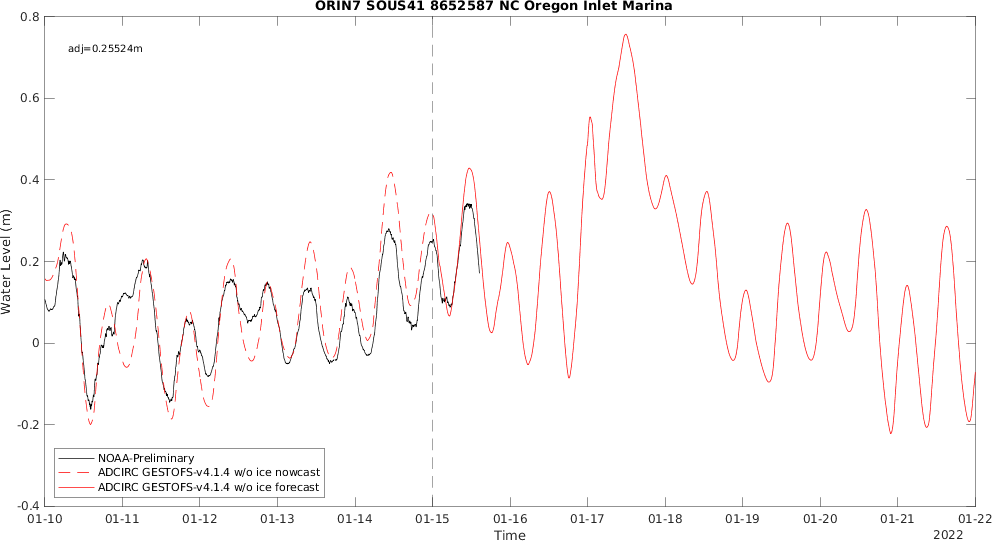 ORIN7 SOUS41 8652587 NC Oregon Inlet Marina
adj=0.25524m
0.8
0.6
0.4
0.2
0
-0.2
-0.4
Water Level (m)
NOAA-Preliminary
ADCIRC GESTOFS-v4.1.4 w/o ice nowcast
ADCIRC GESTOFS-v4.1.4 w/o ice forecast
01-10 01-11 01-12 01-13 01-14 01-15 01-16 01-17 01-18 01-19 01-20 01-21 01-22
Time
2022